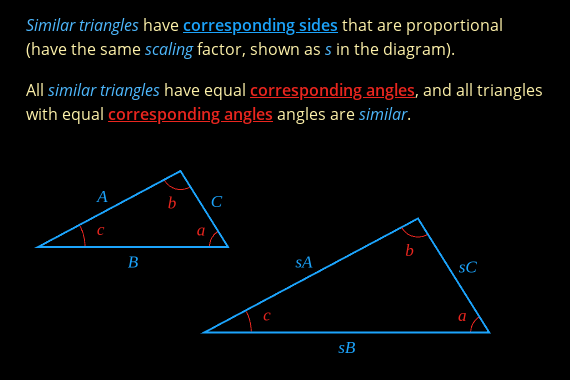 Similar triangles have corresponding sides that are proportional
(have the same scaling factor, shown as s in the diagram).
All similar triangles have equal corresponding angles, and all triangles
with equal corresponding angles angles are similar.
A
b
C
c
a
B
sA
b
sC
c
a
sB